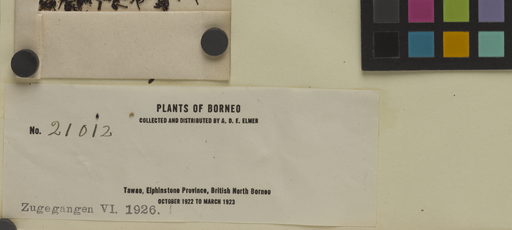 PLANTS OF BORNEO
COLLECTED AND DISTRIBUTED BY A. D. E. ELMER
No. 21012
Tawao, Elphinstone Province, British North Borneo
OCTOBER 1922 TO MARCH 1923
Zugegangen VI. 1926.